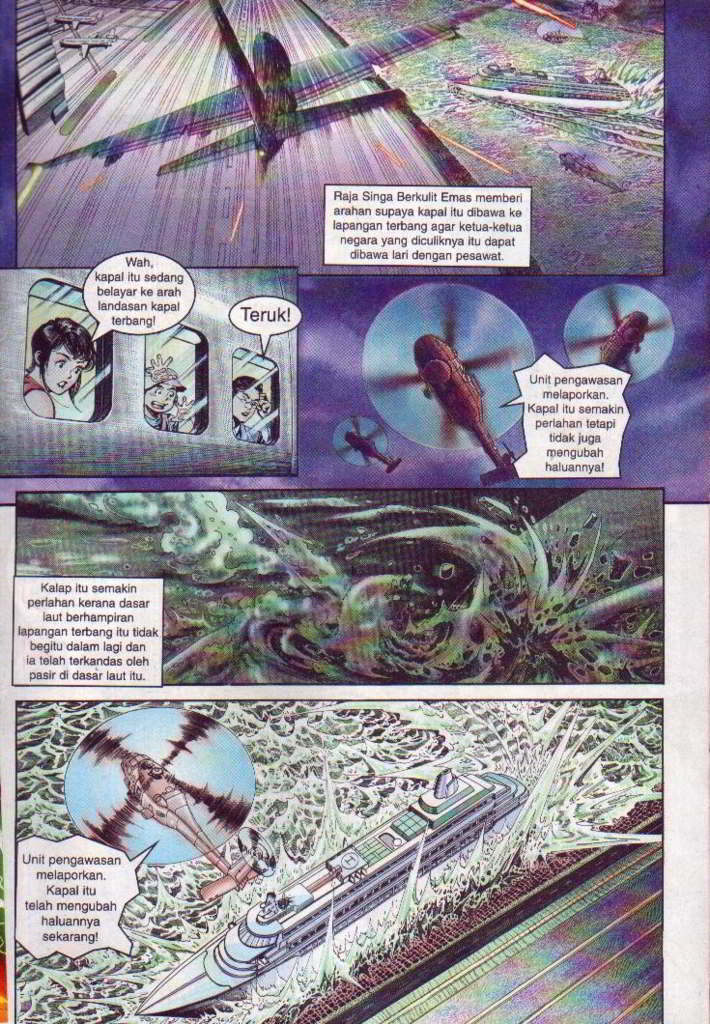 Raja Singa Berkulit Emas memberi
arahan supaya kapal itu dibawa ke
lapangan terbang agar ketua-ketua
negara yang diculiknya itu dapat
dibawa lari dengan pesawat.
Wah,
kapal itu sedang
belayar ke arah
landasan kapal
terbang!
Teruk!
Unit pengawasan
melaporkan.
Kapal itu semakin
perlahan tetapi
tidak juga
mengubah
haluannya!
Kalap itu semakin
perlahan kerana dasar
laut berhampiran
lapangan terbang itu tidak
begitu dalam lagi dan
ia telah terkandas oleh
pasir di dasar laut itu.
Unit pengawasan
melaporkan.
Kapal itu
telah mengubah
haluannya
sekarang!